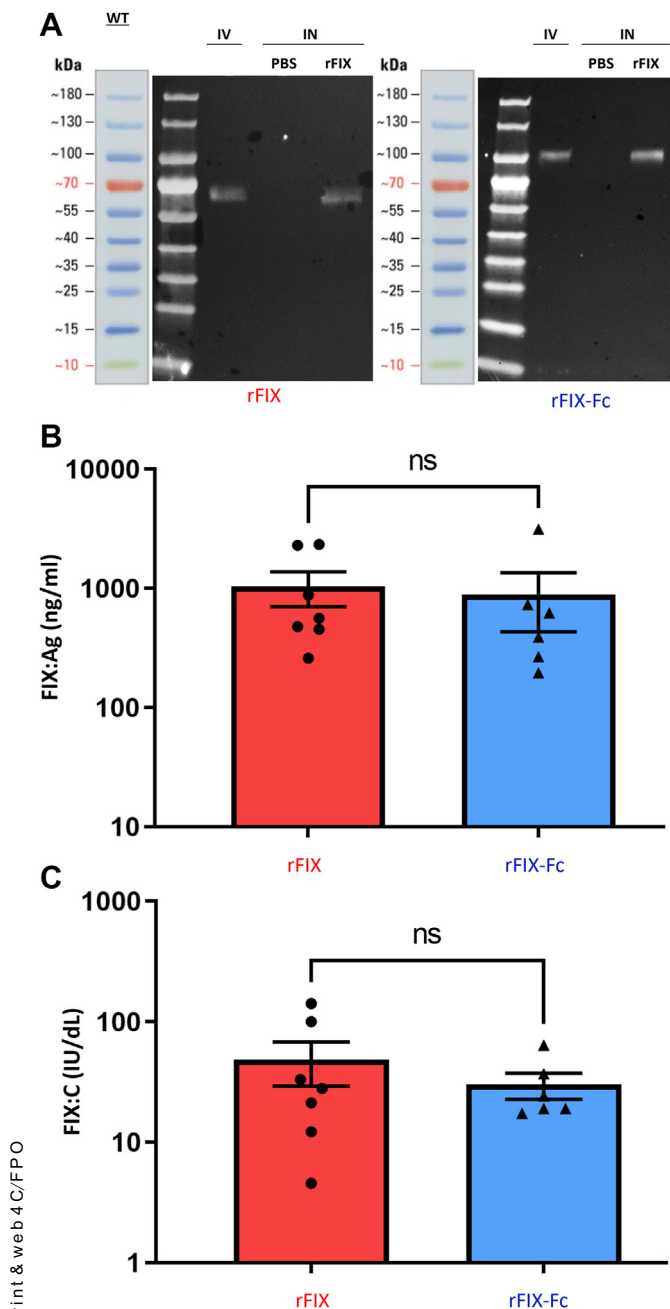 A
WT
IV IN IV IN
kDa PBS rFIX kDa PBS rFIX
~180 ~180
~130 ~130
~100 ~100
~70 ~70
~55 ~55
~40 ~40
~35 ~35
~25 ~25
~15 ~15
~10 ~10
rFIX rFIX-Fc
B
ns
FIX:Ag (ng/ml)
10000
1000
100
10
rFIX rFIX-Fc
C
ns
FIX:C (IU/dL)
1000
100
10
1
rFIX rFIX-Fc
int & web 4C/FPO